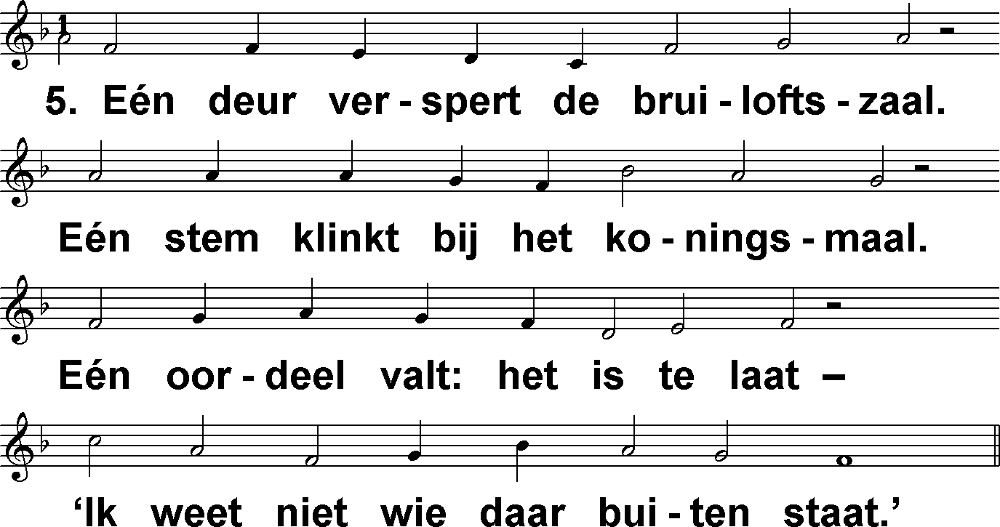 1
5. Eén deur ver - spert de brui - lofts - zaal.
Eén stem klinkt bij het ko - nings - maal.
Eén oor - deel valt: het is te laat –
‘Ik weet niet wie daar bui - ten staat.’